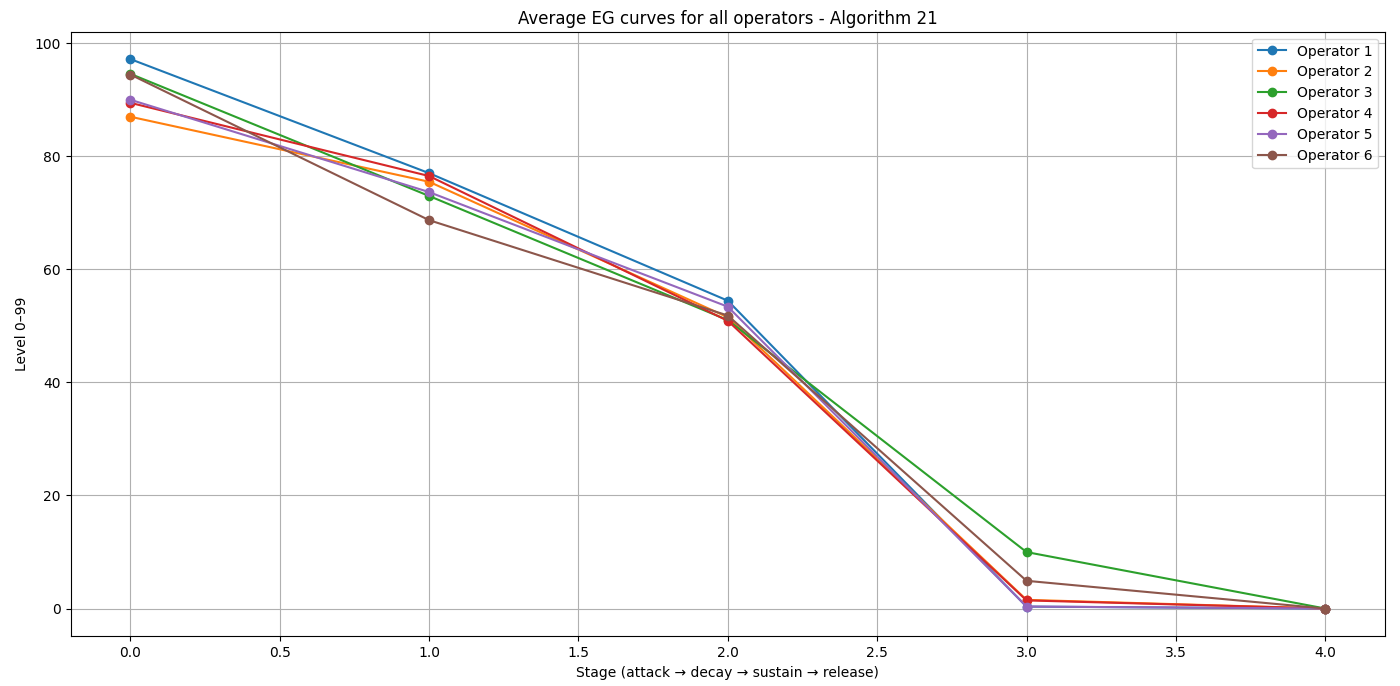 Average EG curves for all operators - Algorithm 21
Level 0–99
100
80
60
40
20
0
0.0 0.5 1.0 1.5 2.0 2.5 3.0 3.5 4.0
Stage (attack → decay → sustain → release)
Operator 1
Operator 2
Operator 3
Operator 4
Operator 5
Operator 6